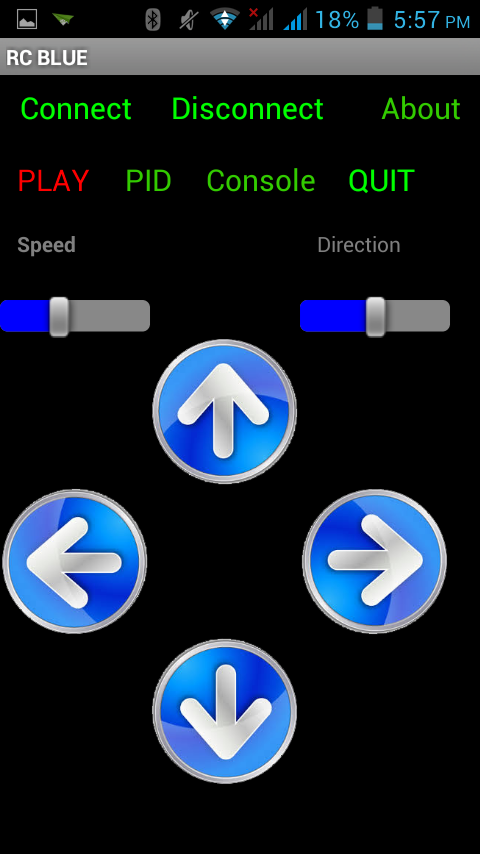 18% 5:57 PM
RC BLUE
Connect Disconnect About
PLAY PID Console QUIT
Speed Direction